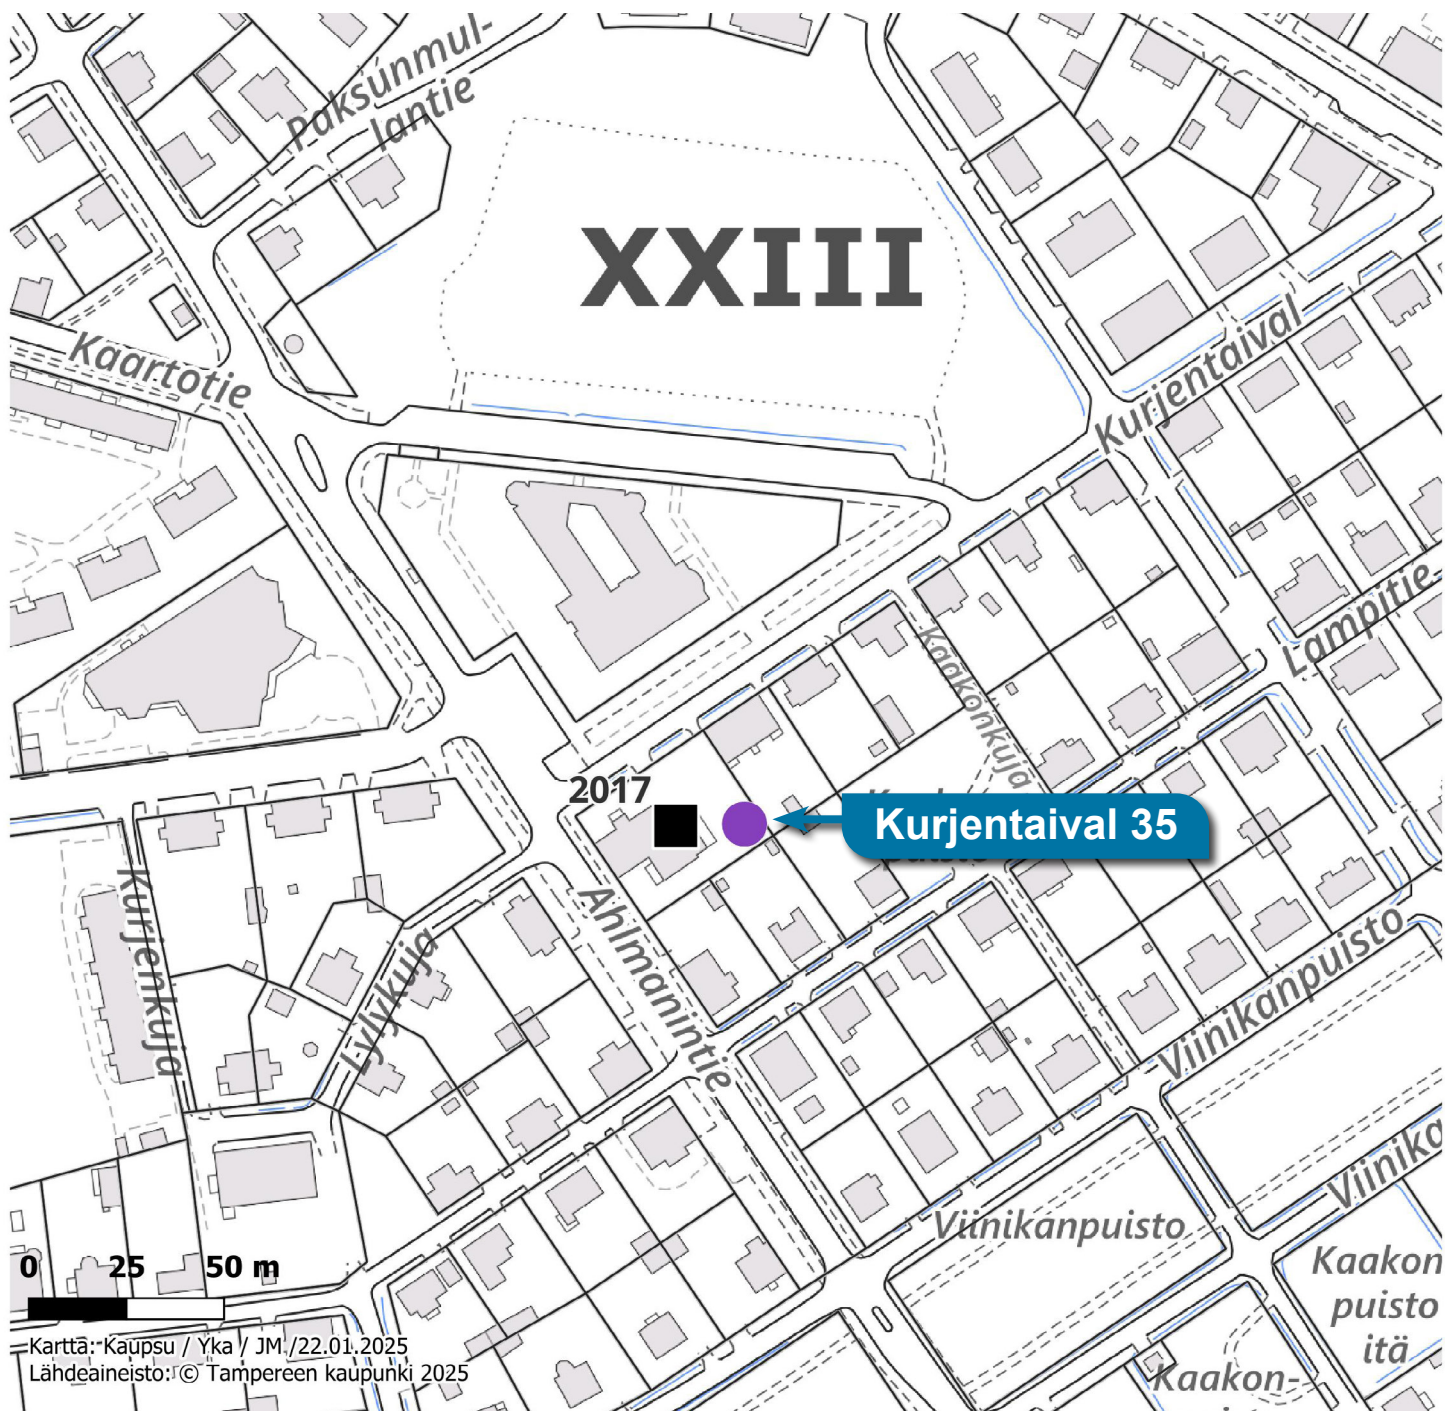 Paksunmul-
lantie
XXIII
Kaartotie
Kurjentaival
Lampitie
Kaakonkuja
2017
Kurjentaival 35
puisto
Ahlmanintie
Kurjenkuja
Lylykuja
Viinikanpuisto
Viinika
Viinikanpuisto
Kaakon
puisto
itä
Kaakon-
0 25 50 m
Kartta: Kaupsu / Yka / JM /22.01.2025
Lähdeaineisto: © Tampereen kaupunki 2025